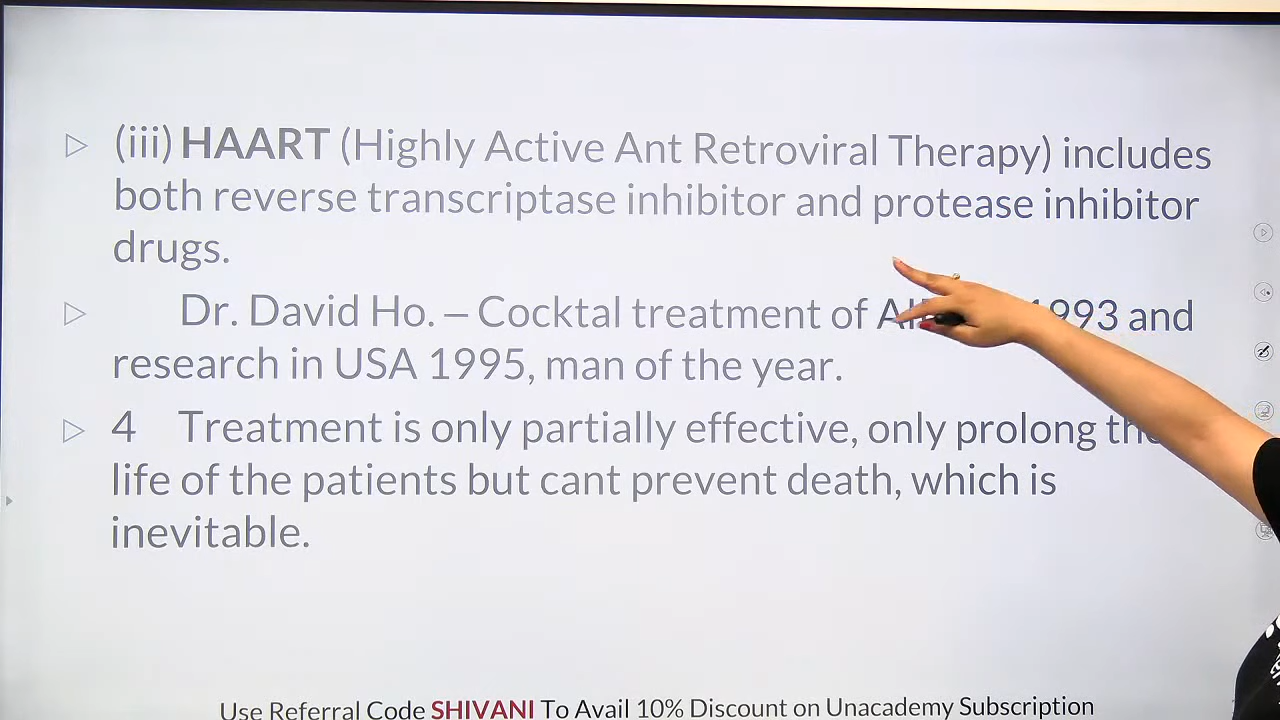 (iii) HAART (Highly Active Ant Retroviral Therapy) includes
both reverse transcriptase inhibitor and protease inhibitor
drugs.
Dr. David Ho. – Cocktal treatment of 1993 and
research in USA 1995, man of the year.
4 Treatment is only partially effective, only prolong the
life of the patients but cant prevent death, which is
inevitable.
Use Referral Code SHIVANI To Avail 10% Discount on Unacademy Subscription